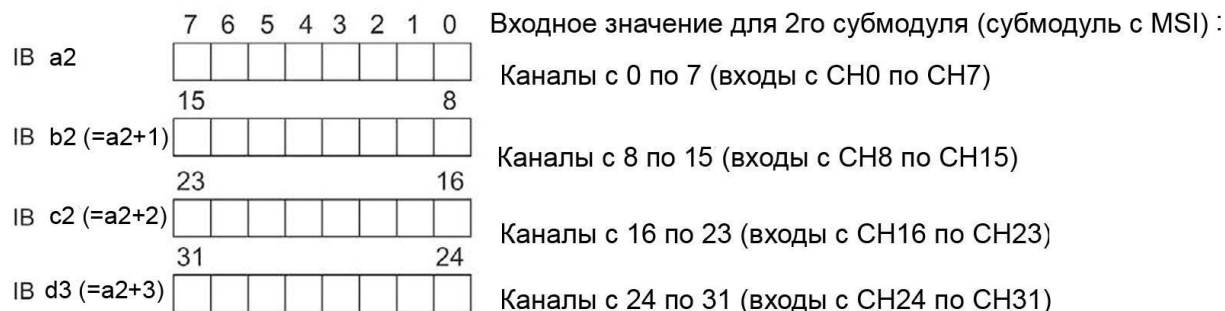 7 6 5 4 3 2 1 0 Входное значение для 2го субмодуля (субмодуль с MSI) :
IB a2 Каналы с 0 по 7 (входы с CH0 по CH7)
15 8
IB b2 (=a2+1) Каналы с 8 по 15 (входы с CH8 по CH15)
23 16
IB c2 (=a2+2) Каналы с 16 по 23 (входы с CH16 по CH23)
31 24
IB d3 (=a2+3) Каналы с 24 по 31 (входы с CH24 по CH31)